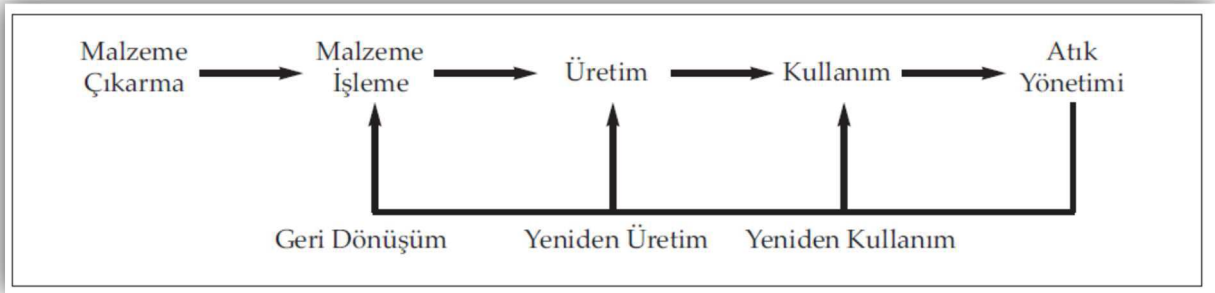 Malzeme
Çıkarma
Malzeme
İşleme
Üretim
Kullanım
Atık
Yönetimi
Geri Dönüşüm
Yeniden Üretim
Yeniden Kullanım